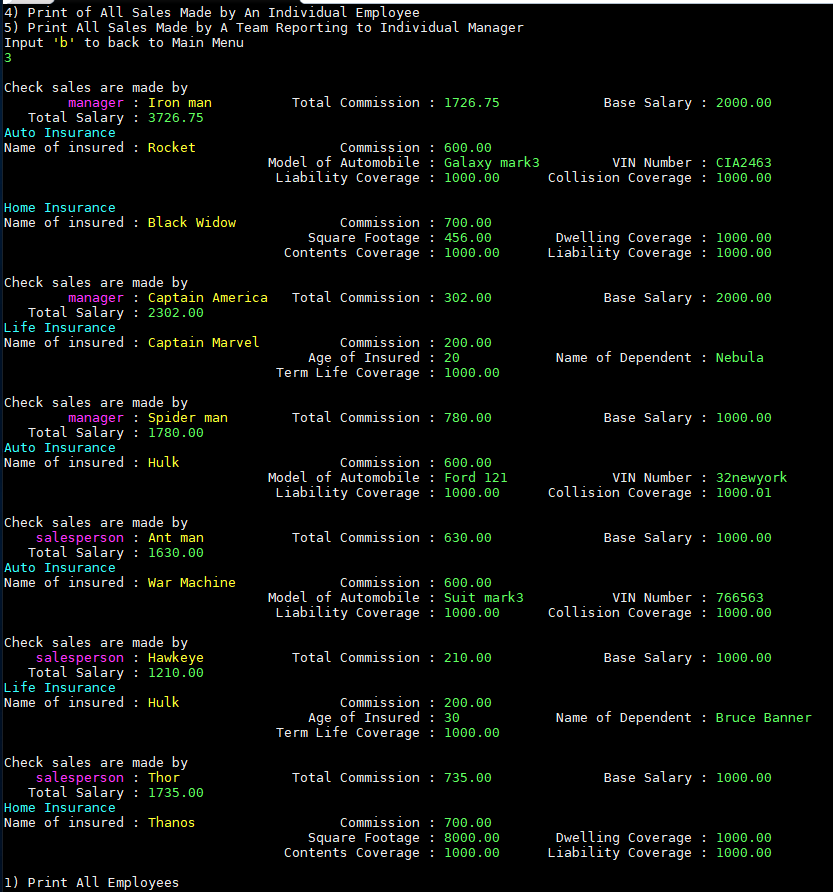 4) Print of All Sales Made by An Individual Employee
5) Print All Sales Made by A Team Reporting to Individual Manager
Input 'b' to back to Main Menu
3
Check sales are made by
manager : Iron man Total Commission : 1726.75 Base Salary : 2000.00
Total Salary : 3726.75
Auto Insurance
Name of insured : Rocket Commission : 600.00
Model of Automobile : Galaxy mark3 VIN Number : CIA2463
Liability Coverage : 1000.00 Collision Coverage : 1000.00
Home Insurance
Name of insured : Black Widow Commission : 700.00
Square Footage : 456.00 Dwelling Coverage : 1000.00
Contents Coverage : 1000.00 Liability Coverage : 1000.00
Check sales are made by
manager : Captain America Total Commission : 302.00 Base Salary : 2000.00
Total Salary : 2302.00
Life Insurance
Name of insured : Captain Marvel Commission : 200.00
Age of Insured : 20 Name of Dependent : Nebula
Term Life Coverage : 1000.00
Check sales are made by
manager : Spider man Total Commission : 780.00 Base Salary : 1000.00
Total Salary : 1780.00
Auto Insurance
Name of insured : Hulk Commission : 600.00
Model of Automobile : Ford 121 VIN Number : 32newyork
Liability Coverage : 1000.00 Collision Coverage : 1000.01
Check sales are made by
salesperson : Ant man Total Commission : 630.00 Base Salary : 1000.00
Total Salary : 1630.00
Auto Insurance
Name of insured : War Machine Commission : 600.00
Model of Automobile : Suit mark3 VIN Number : 766563
Liability Coverage : 1000.00 Collision Coverage : 1000.00
Check sales are made by
salesperson : Hawkeye Total Commission : 210.00 Base Salary : 1000.00
Total Salary : 1210.00
Life Insurance
Name of insured : Hulk Commission : 200.00
Age of Insured : 30 Name of Dependent : Bruce Banner
Term Life Coverage : 1000.00
Check sales are made by
salesperson : Thor Total Commission : 735.00 Base Salary : 1000.00
Total Salary : 1735.00
Home Insurance
Name of insured : Thanos Commission : 700.00
Square Footage : 8000.00 Dwelling Coverage : 1000.00
Contents Coverage : 1000.00 Liability Coverage : 1000.00
1) Print All Employees